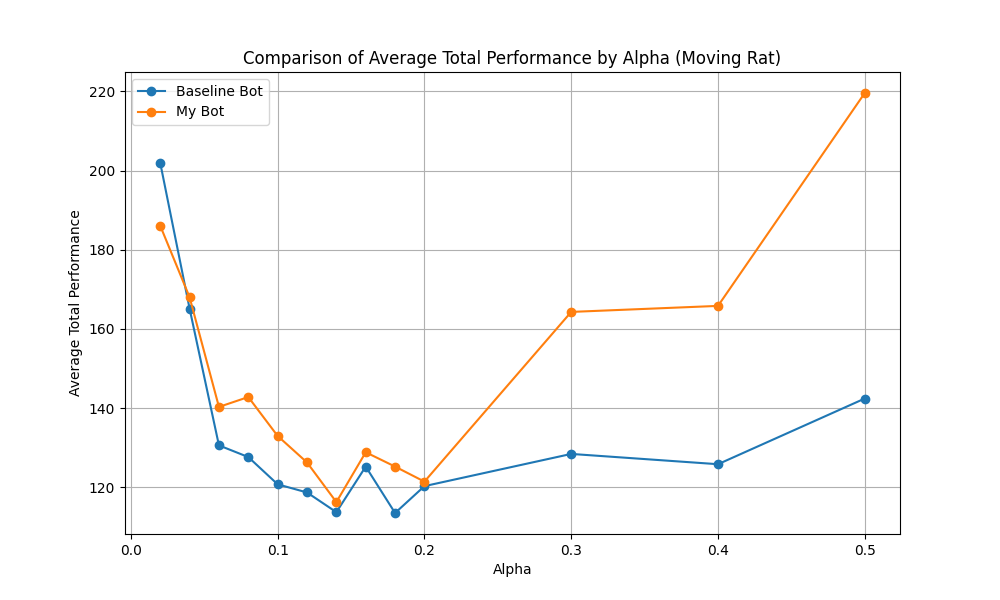 Comparison of Average Total Performance by Alpha (Moving Rat)
Baseline Bot
My Bot
220
200
180
160
140
120
Average Total Performance
0.0 0.1 0.2 0.3 0.4 0.5
Alpha